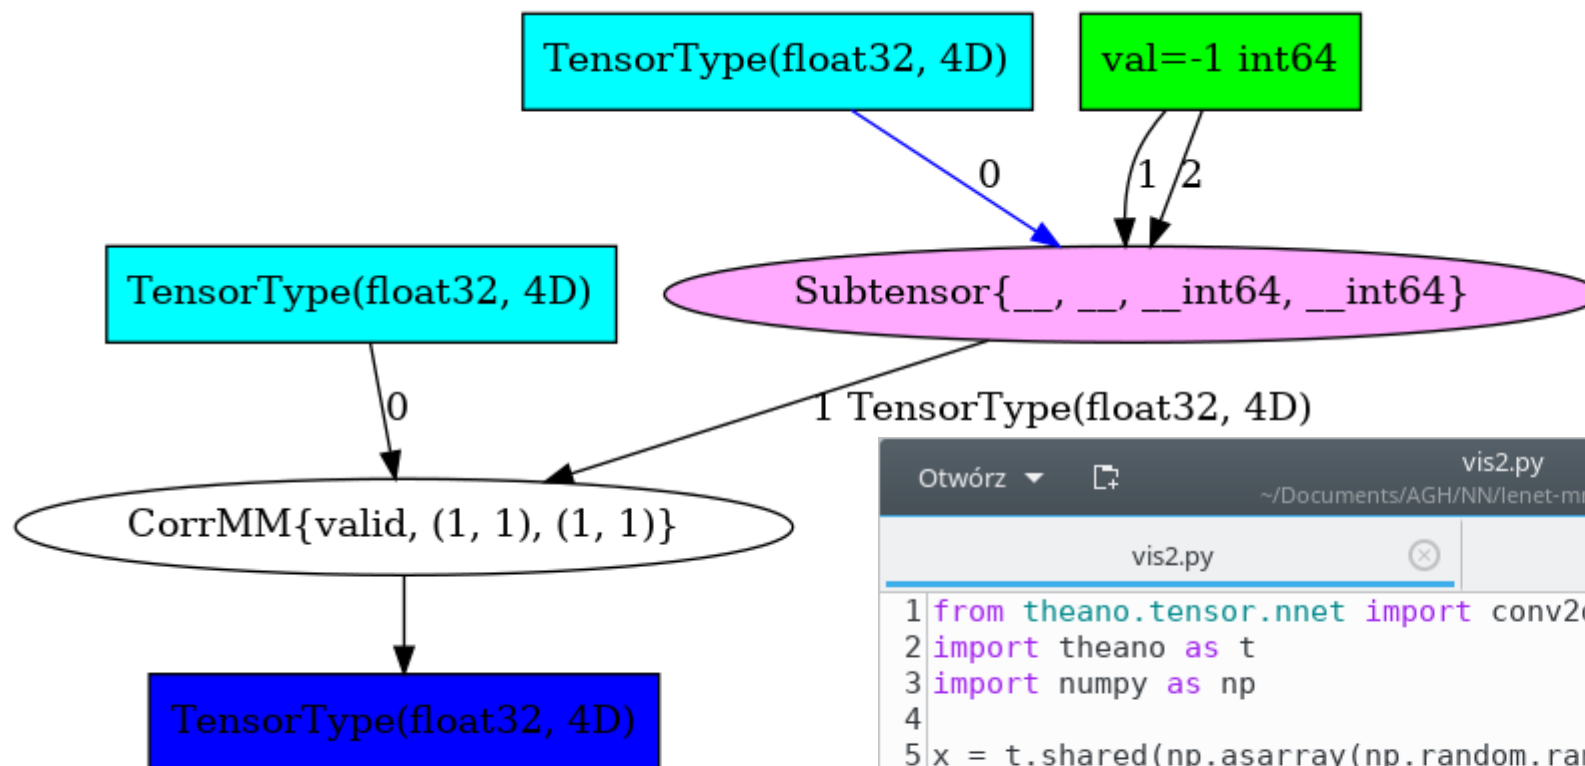 TensorType(float32, 4D)
val=-1 int64
0
1
2
TensorType(float32, 4D)
Subtensor{__, __, __int64, __int64}
0
1 TensorType(float32, 4D)
CorrMM{valid, (1, 1), (1, 1)}
TensorType(float32, 4D)
Otwórz
vis2.py
~/Documents/AGH/NN/lenet-m
vis2.py
1 from theano.tensor.nnet import conv2
2 import theano as t
3 import numpy as np
4
5 x = t.shared(np.asarray(np.random.ra